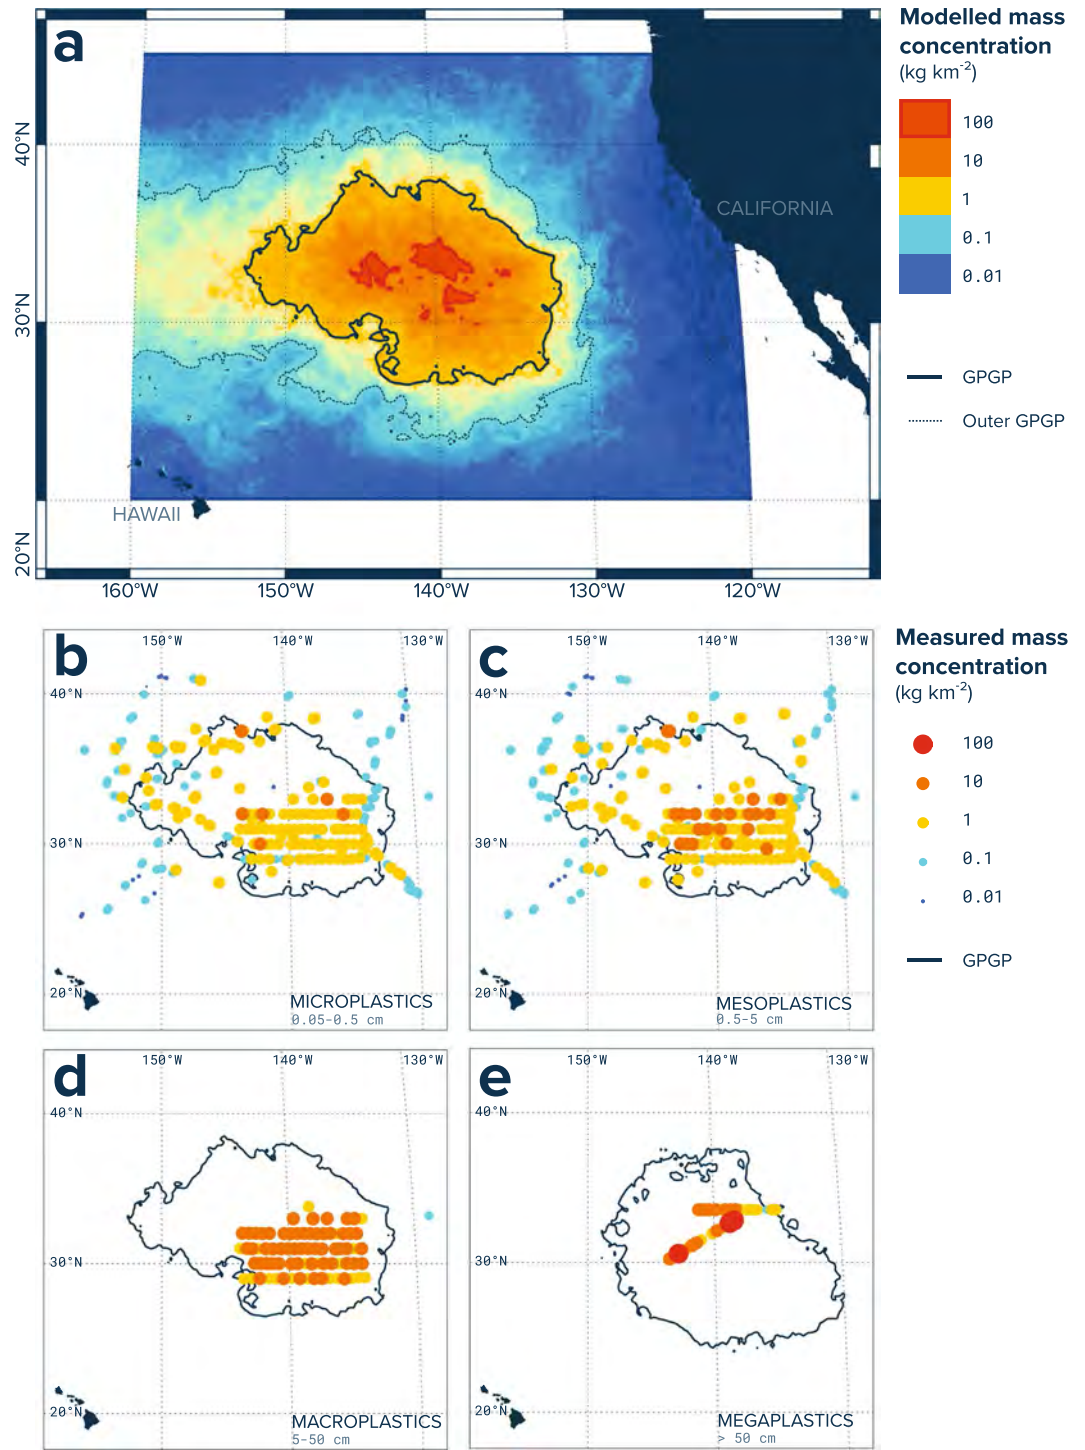 a
Modelled mass
concentration
(kg km-2)
100
10
1
0.1
0.01
GPGP
Outer GPGP
40°N
30°N
20°N
CALIFORNIA
HAWAII
160°W
150°W
140°W
130°W
120°W
b
150°W
140°W
130°W
40°N
30°N
20°N
MICROPLASTICS
0.05-0.5 cm
c
150°W
140°W
130°W
40°N
30°N
20°N
MESOPLASTICS
0.5-5 cm
Measured mass
concentration
(kg km-2)
100
10
1
0.1
0.01
GPGP
d
150°W
140°W
130°W
40°N
30°N
20°N
MACROPLASTICS
5-50 cm
e
150°W
140°W
130°W
40°N
30°N
20°N
MEGAPLASTICS
> 50 cm